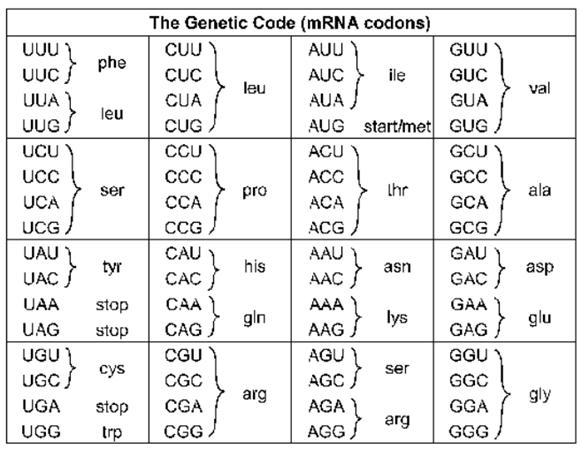 The Genetic Code (mRNA codons)
UUU
UUC
phe
UUA
UUG
leu
CUU
CUC
CUA
CUG
leu
AUU
AUC
AUA
ile
AUG start/met
GUU
GUC
GUA
GUG
val
UCU
UCC
UCA
UCG
ser
CCU
CCC
CCA
CCG
pro
ACU
ACC
ACA
ACG
thr
GCU
GCC
GCA
GCG
ala
UAU
UAC
tyr
UAA stop
UAG stop
CAU
CAC
his
CAA
CAG
gln
AAU
AAC
asn
AAA
AAG
lys
GAU
GAC
asp
GAA
GAG
glu
UGU
UGC
cys
UGA stop
UGG trp
CGU
CGC
CGA
CGG
arg
AGU
AGC
ser
AGA
AGG
arg
GGU
GGC
GGA
GGG
gly